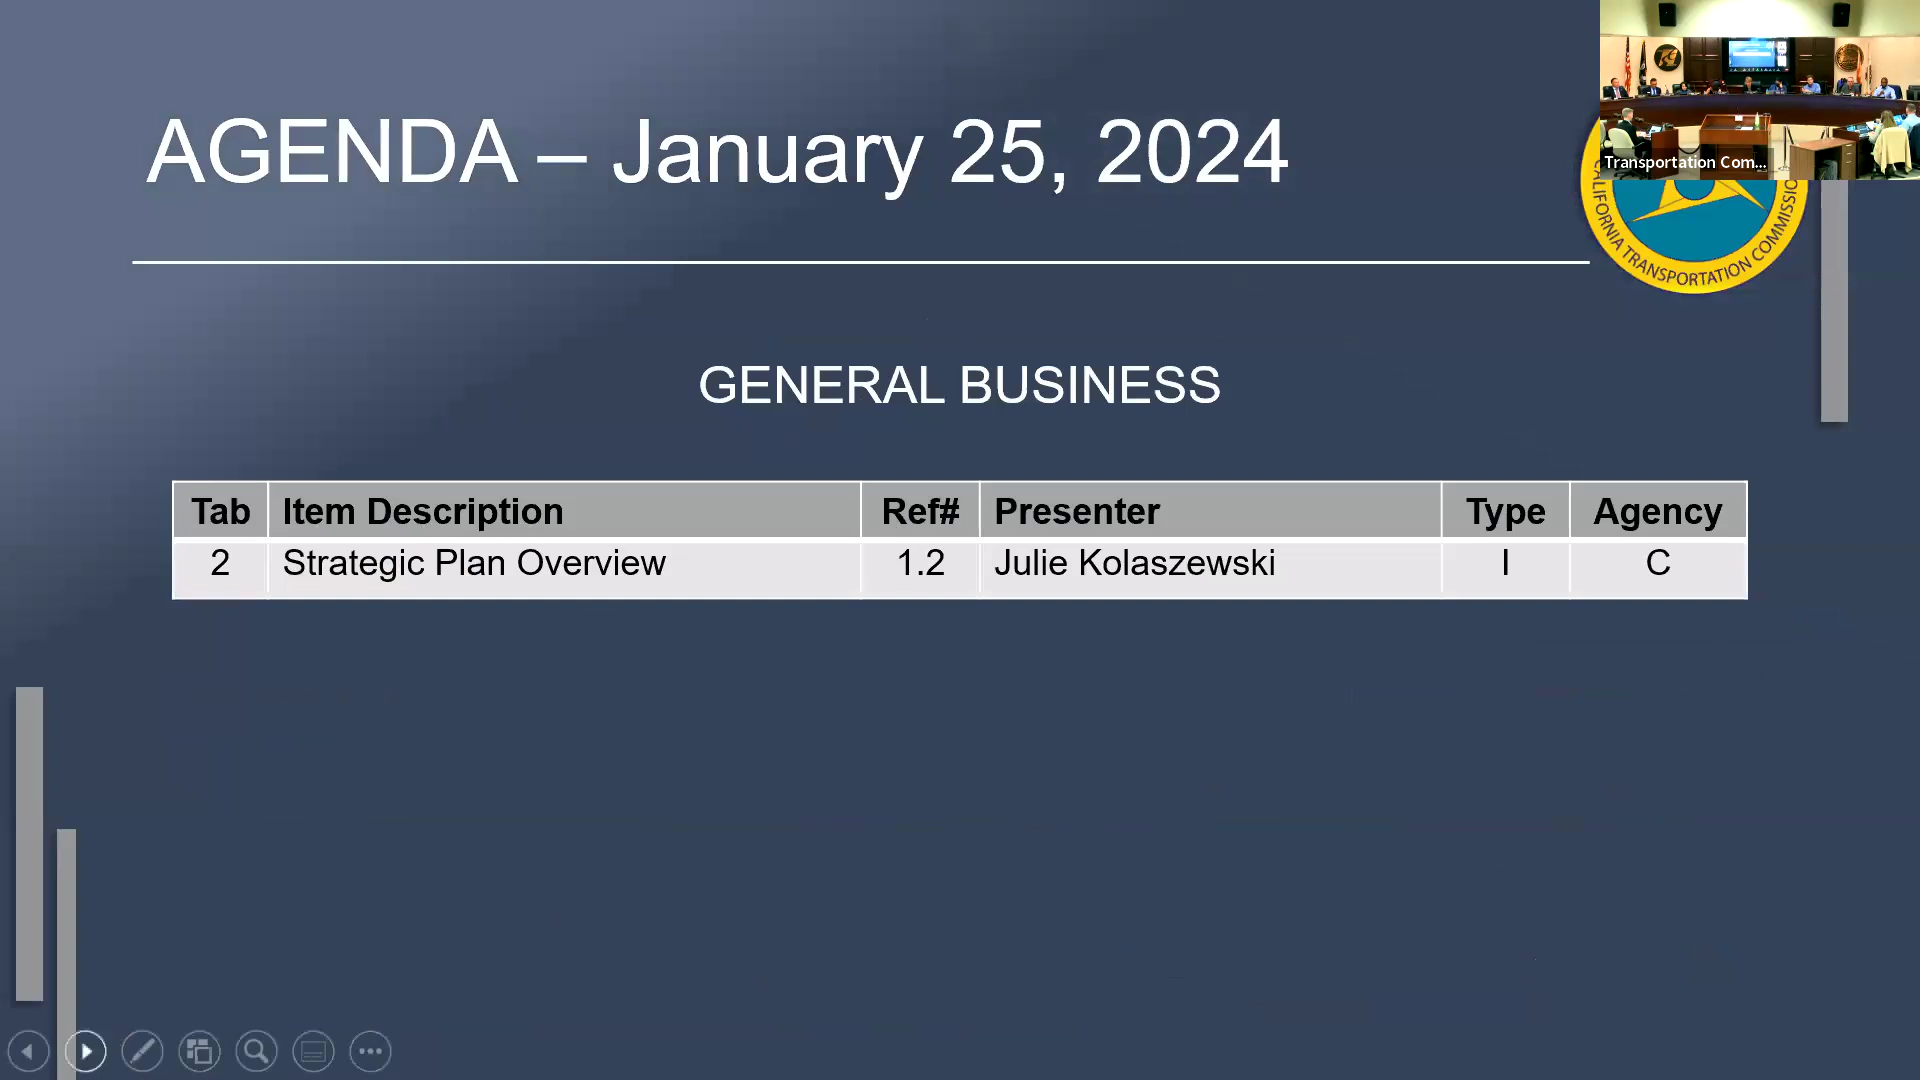 AGENDA – January 25, 2024
Transportation Com...
CALIFORNIA TRANSPORTATION COMMISSION
GENERAL BUSINESS
Tab Item Description Ref# Presenter Type Agency
2 Strategic Plan Overview 1.2 Julie Kolaszewski I C